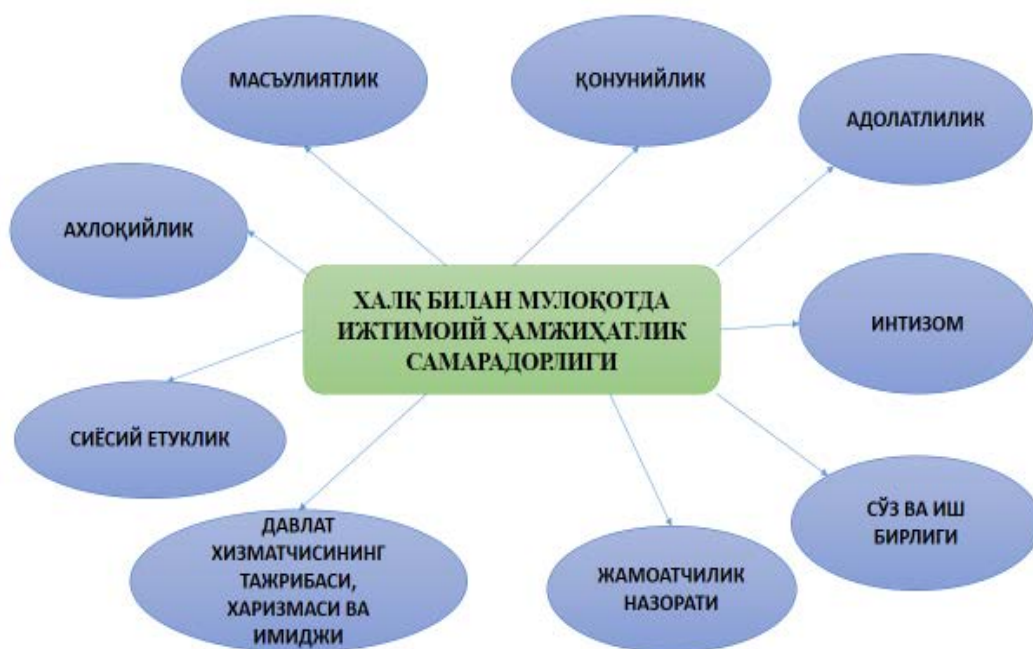 МАСЪУЛИЯТЛИК
ҚОНУНИЙЛИК
АДОЛАТЛИЛИК
АХЛОҚИЙЛИК
ХАЛҚ БИЛАН МУЛОҚОТДА
ИЖТИМОИЙ ҲАМЖИҲАТЛИК
САМАРАДОРЛИГИ
ИНТИЗОМ
СИЁСИЙ ЕТУКЛИК
СЎЗ ВА ИШ
БИРЛИГИ
ДАВЛАТ
ХИЗМАТЧИСИНИНГ
ТАЖРИБАСИ,
ХАРИЗМАСИ ВА
ИМИДЖИ
ЖАМОАТЧИЛИК
НАЗОРАТИ